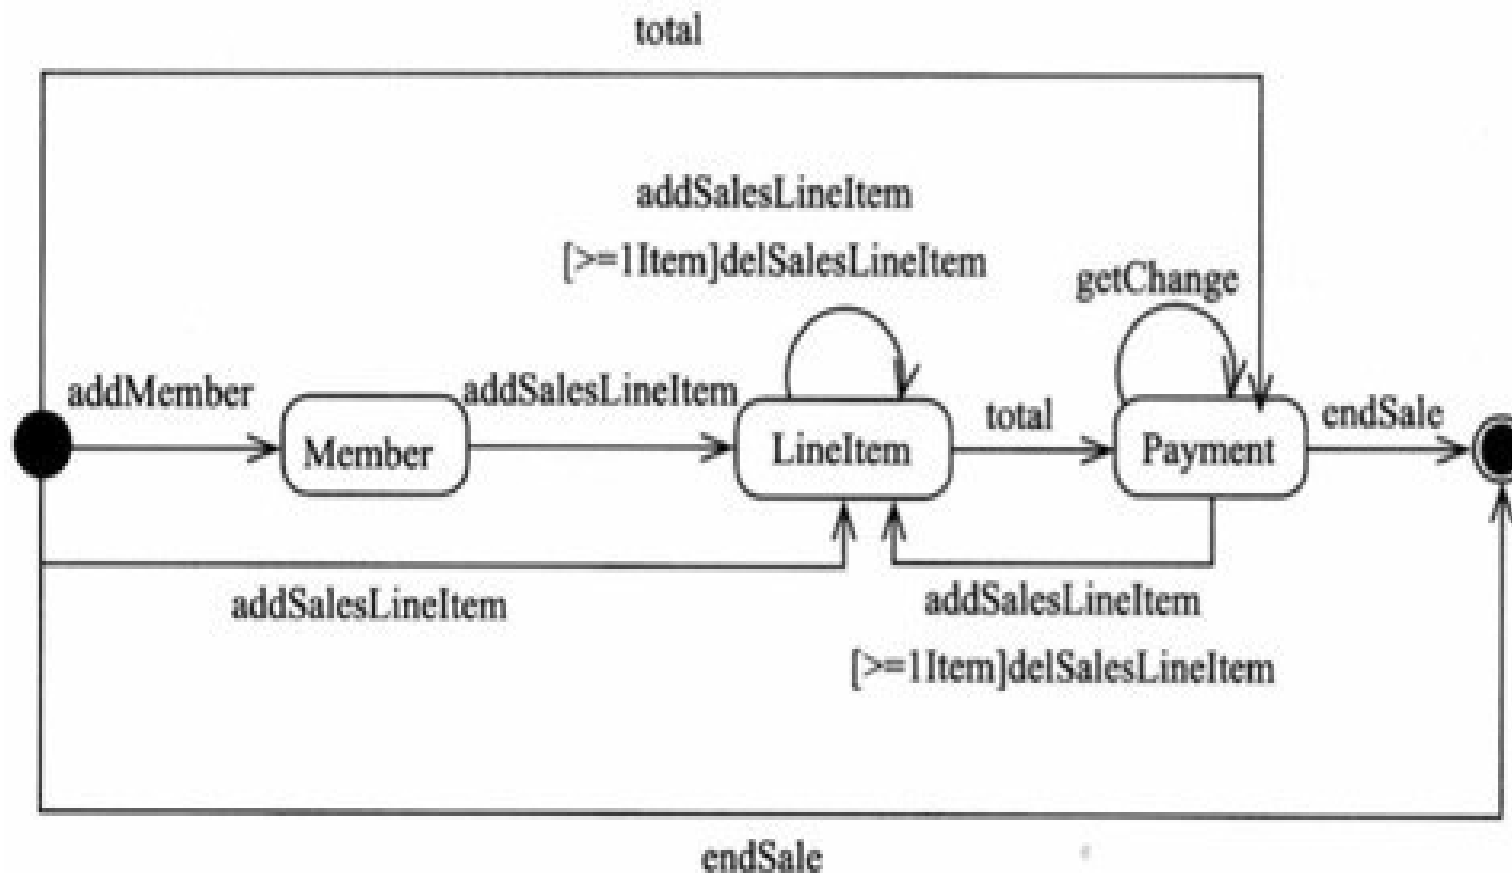 total
addSalesLineItem
[>=1Item]delSalesLineItem
getChange
addMember
addSalesLineItem
total
endSale
Member
LineItem
Payment
addSalesLineItem
addSalesLineItem
[>=1Item]delSalesLineItem
endSale